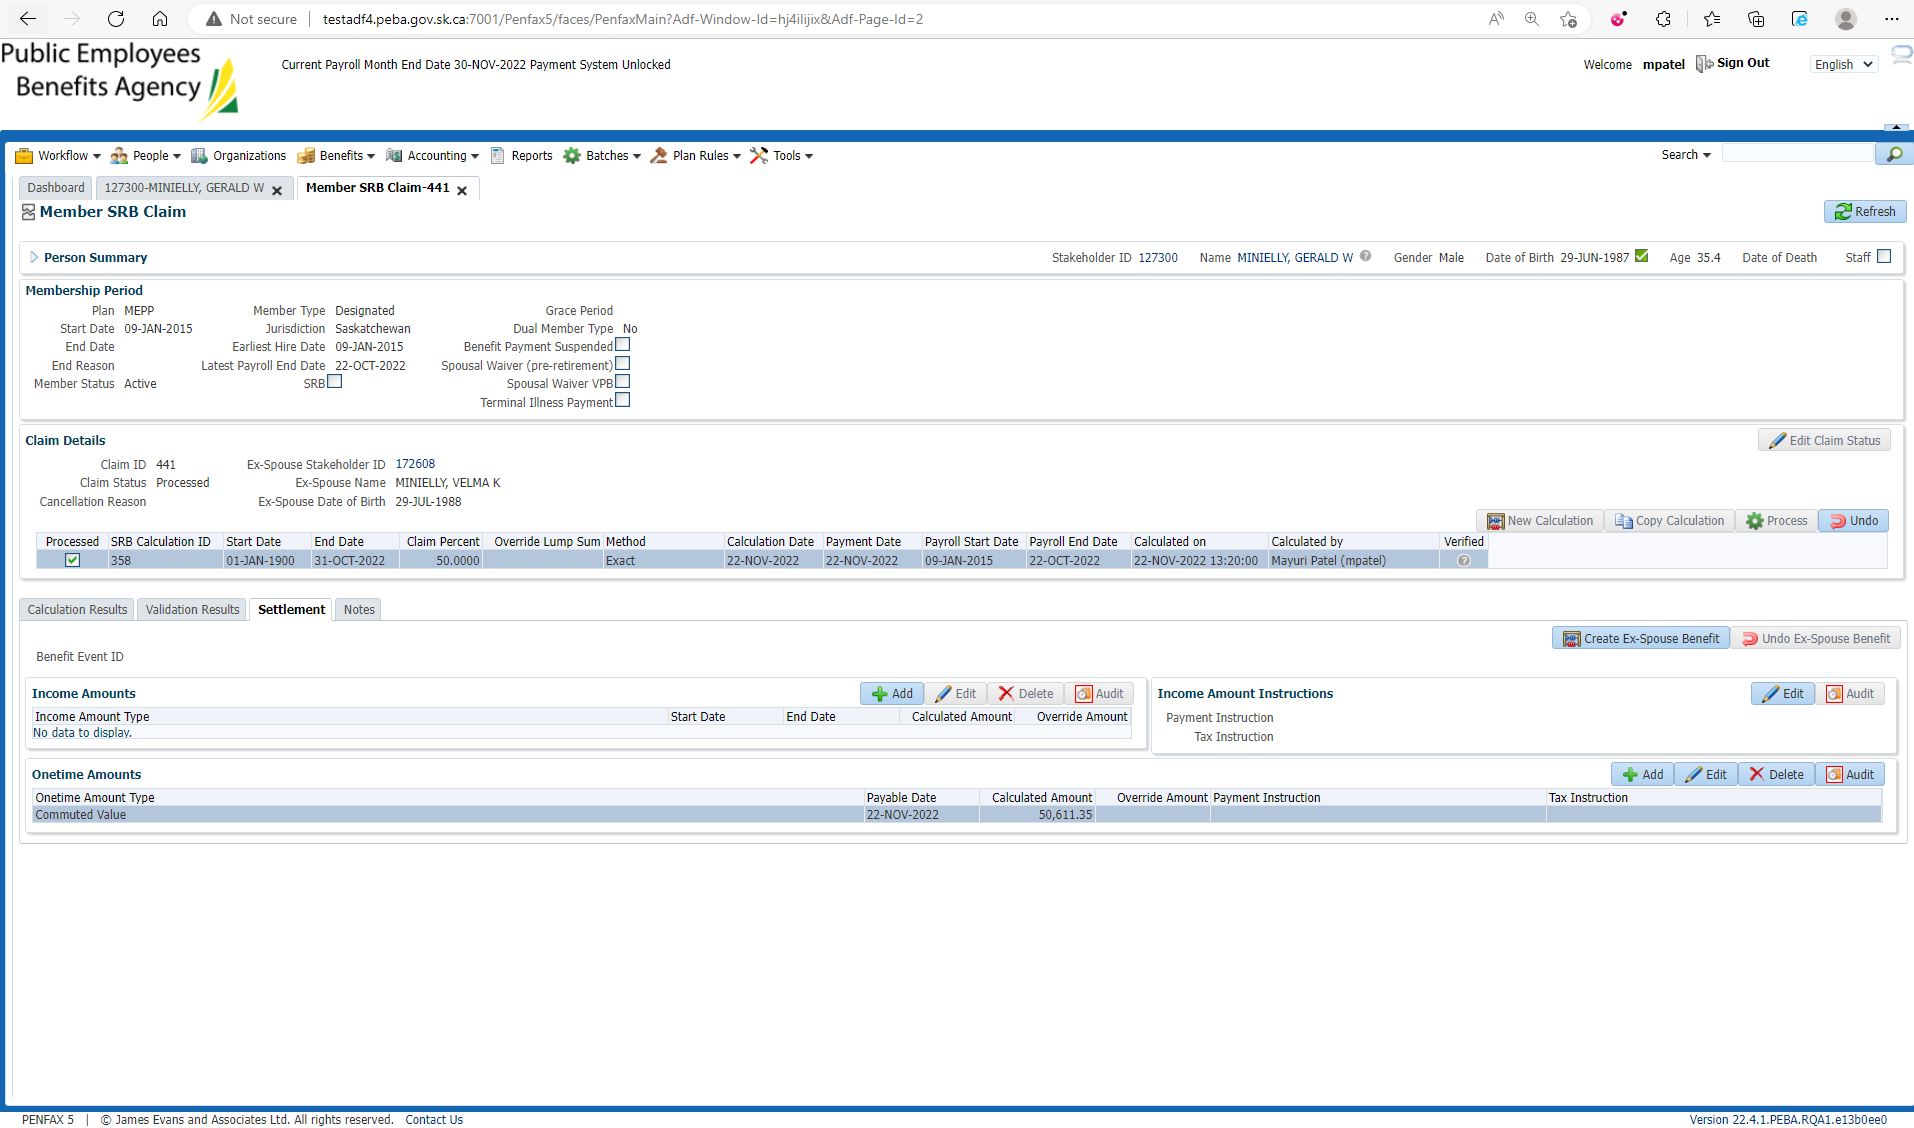 Not secure | testadf4.peba.gov.sk.ca:7001/Penfax5/faces/PenfaxMain?Adf-Window-Id=hj4ilijix&Adf-Page-Id=2
Public Employees
Benefits Agency
Current Payroll Month End Date 30-NOV-2022 Payment System Unlocked
Welcome mpatel Sign Out English
Workflow People Organizations Benefits Accounting Reports Batches Plan Rules Tools Search
Dashboard 127300-MINIELLY, GERALD W Member SRB Claim-441
Member SRB Claim Refresh
Person Summary Stakeholder ID 127300 Name MINIELLY, GERALD W Gender Male Date of Birth 29-JUN-1987 Age 35.4 Date of Death Staff
Membership Period
Plan MEPP Member Type Designated Grace Period
Start Date 09-JAN-2015 Jurisdiction Saskatchewan Dual Member Type No
End Date Earliest Hire Date 09-JAN-2015 Benefit Payment Suspended
End Reason Latest Payroll End Date 22-OCT-2022 Spousal Waiver (pre-retirement)
Member Status Active SRB Spousal Waiver VPB
Terminal Illness Payment
Claim Details Edit Claim Status
Claim ID 441 Ex-Spouse Stakeholder ID 172608
Claim Status Processed Ex-Spouse Name MINIELLY, VELMA K
Cancellation Reason Ex-Spouse Date of Birth 29-JUL-1988
New Calculation Copy Calculation Process Undo
Processed SRB Calculation ID Start Date End Date Claim Percent Override Lump Sum Method Calculation Date Payment Date Payroll Start Date Payroll End Date Calculated on Calculated by Verified
358 01-JAN-1900 31-OCT-2022 50.0000 Exact 22-NOV-2022 22-NOV-2022 09-JAN-2015 22-OCT-2022 22-NOV-2022 13:20:00 Mayuri Patel (mpatel)
Calculation Results Validation Results Settlement Notes
Create Ex-Spouse Benefit Undo Ex-Spouse Benefit
Benefit Event ID
Income Amounts Add Edit Delete Audit Income Amount Instructions Edit Audit
Income Amount Type Start Date End Date Calculated Amount Override Amount Payment Instruction
No data to display. Tax Instruction
Onetime Amounts Add Edit Delete Audit
Onetime Amount Type Payable Date Calculated Amount Override Amount Payment Instruction Tax Instruction
Commuted Value 22-NOV-2022 50,611.35
PENFAX 5 | © James Evans and Associates Ltd. All rights reserved. Contact Us Version 22.4.1.PEBA.RQA1.e13b0ee0